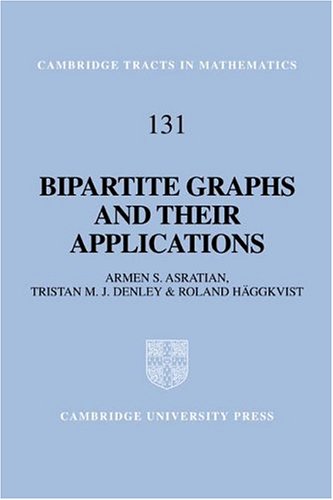 CAMBRIDGE TRACTS IN MATHEMATICS
131
BIPARTITE GRAPHS
AND THEIR
APPLICATIONS
ARMEN S. ASRATIAN,
TRISTAN M. J. DENLEY & ROLAND HÄGGKVIST
CAMBRIDGE UNIVERSITY PRESS